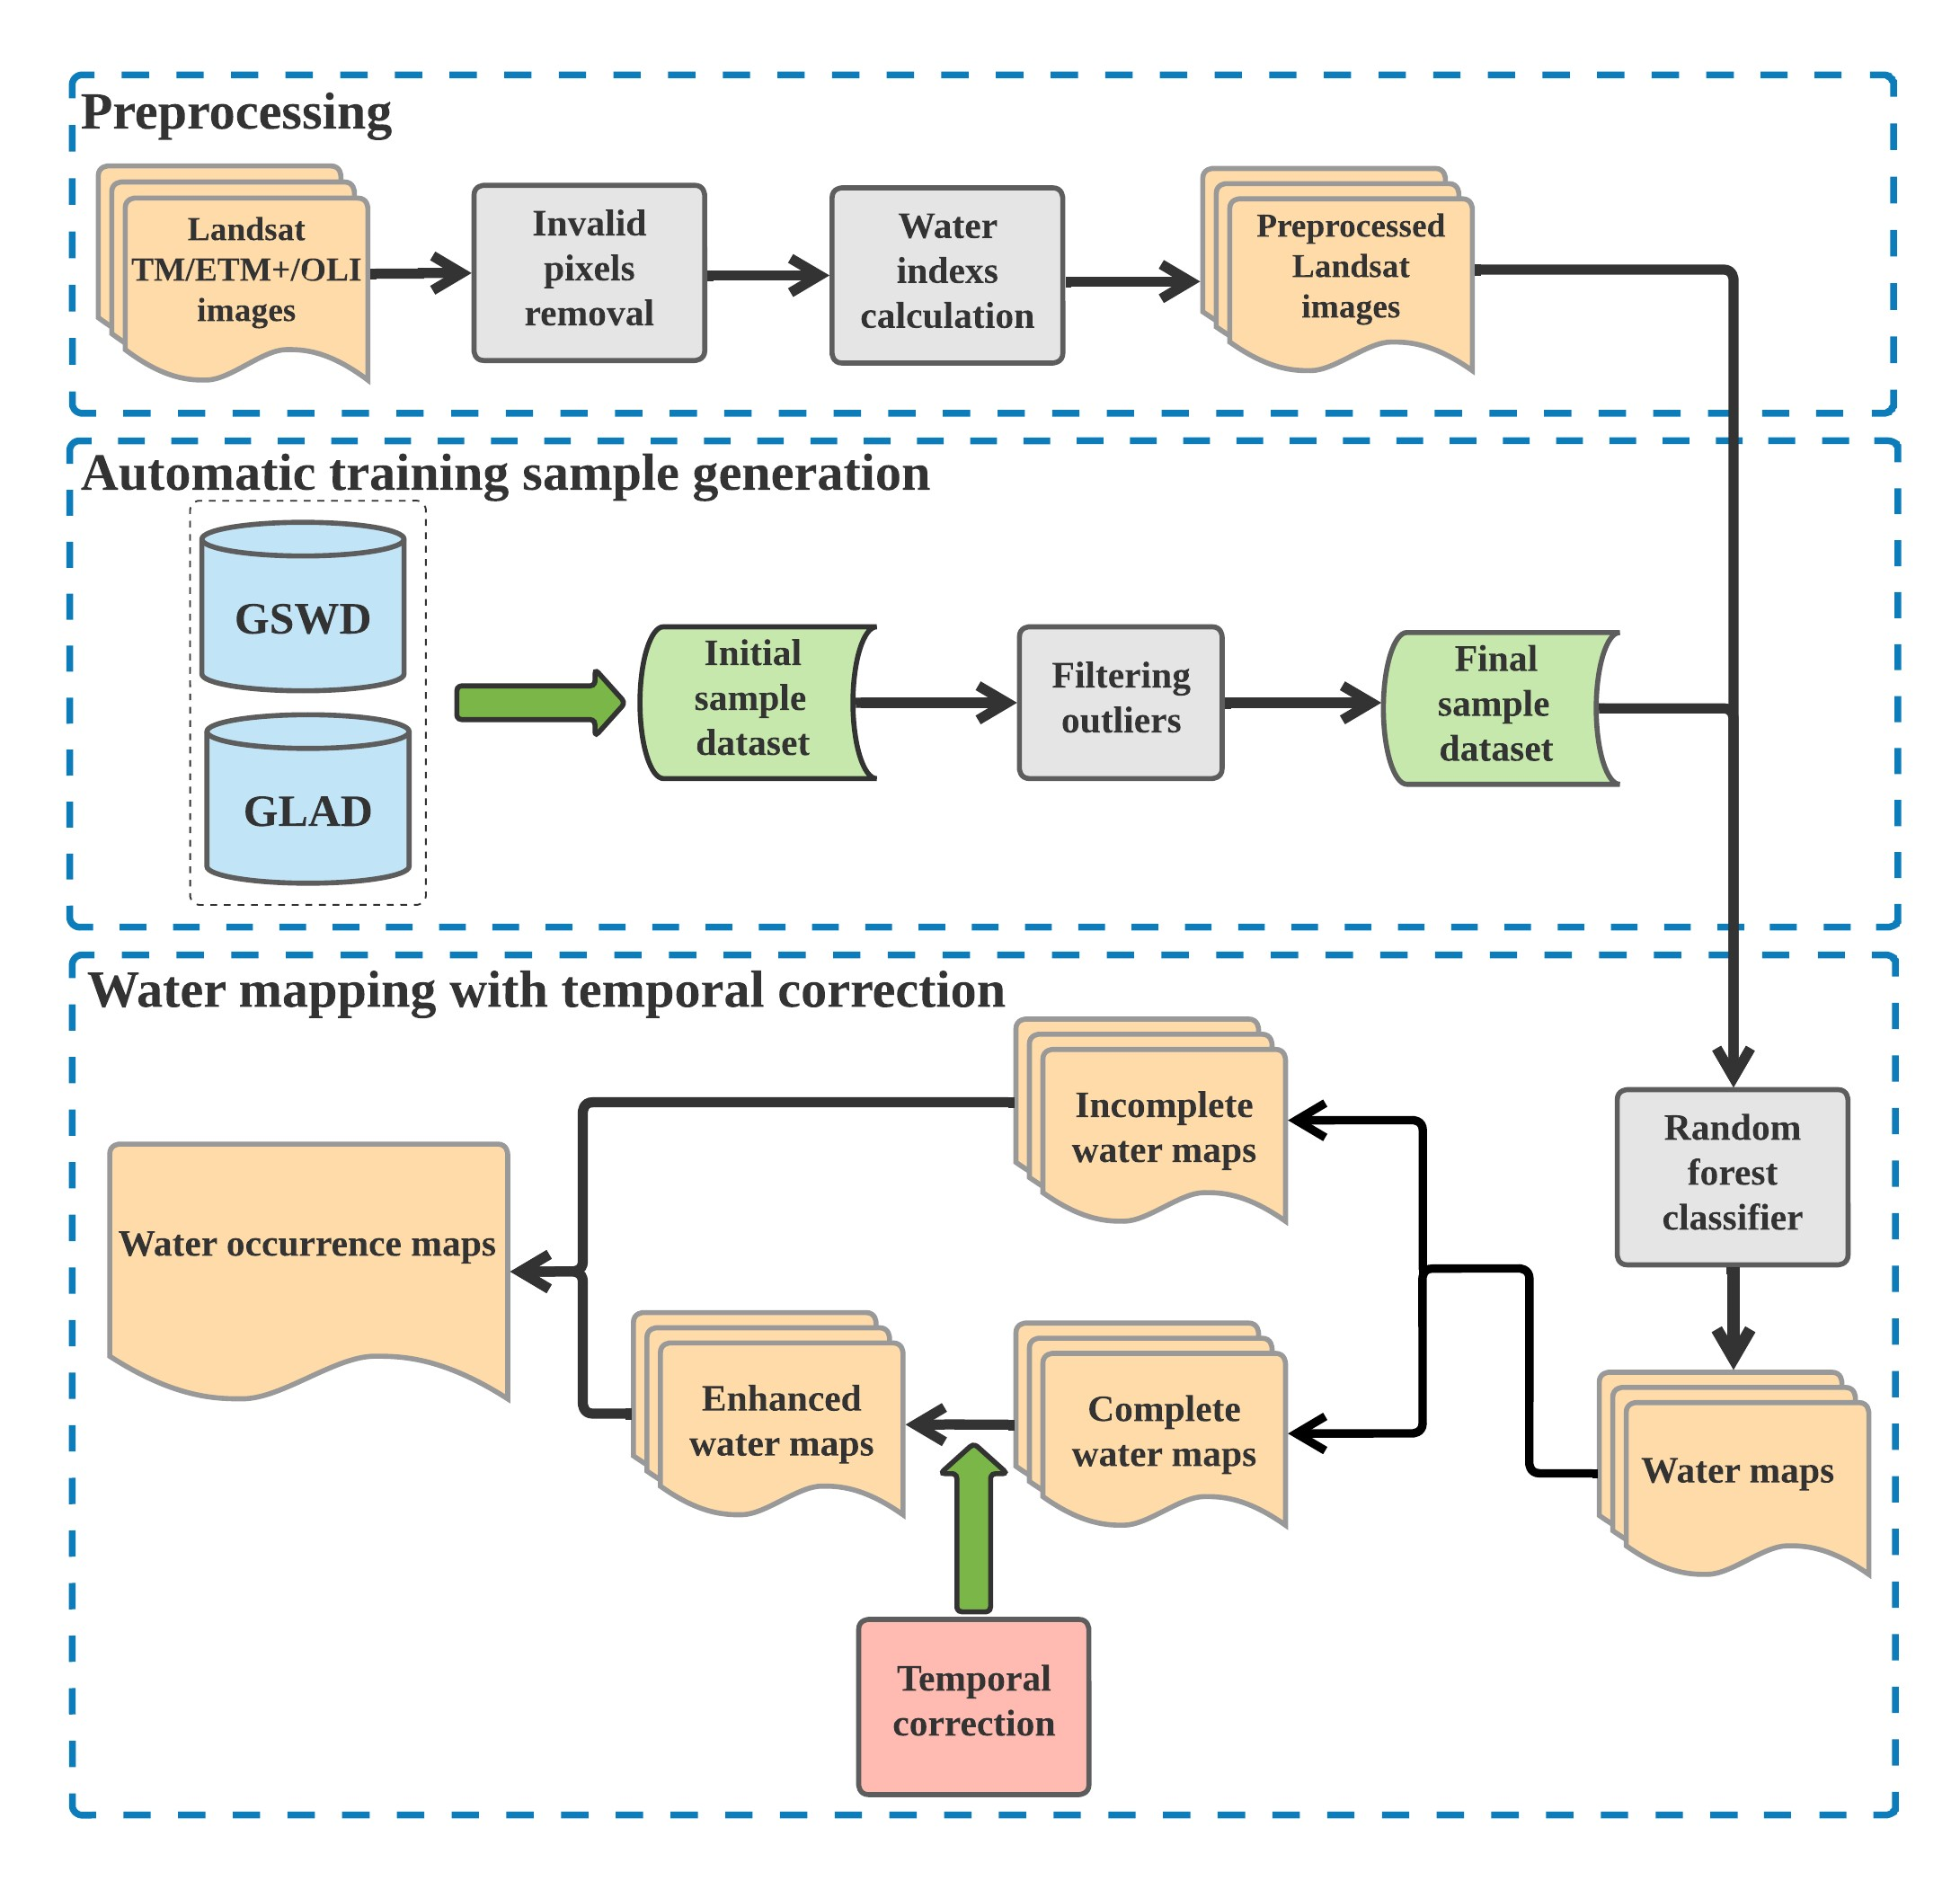 Preprocessing
Landsat
TM/ETM+/OLI
images
Invalid
pixels
removal
Water
indexs
calculation
Preprocessed
Landsat
images
Automatic training sample generation
GSWD
GLAD
Initial
sample
dataset
Filtering
outliers
Final
sample
dataset
Water mapping with temporal correction
Random
forest
classifier
Water maps
Incomplete
water maps
Complete
water maps
Enhanced
water maps
Water occurrence maps
Temporal
correction